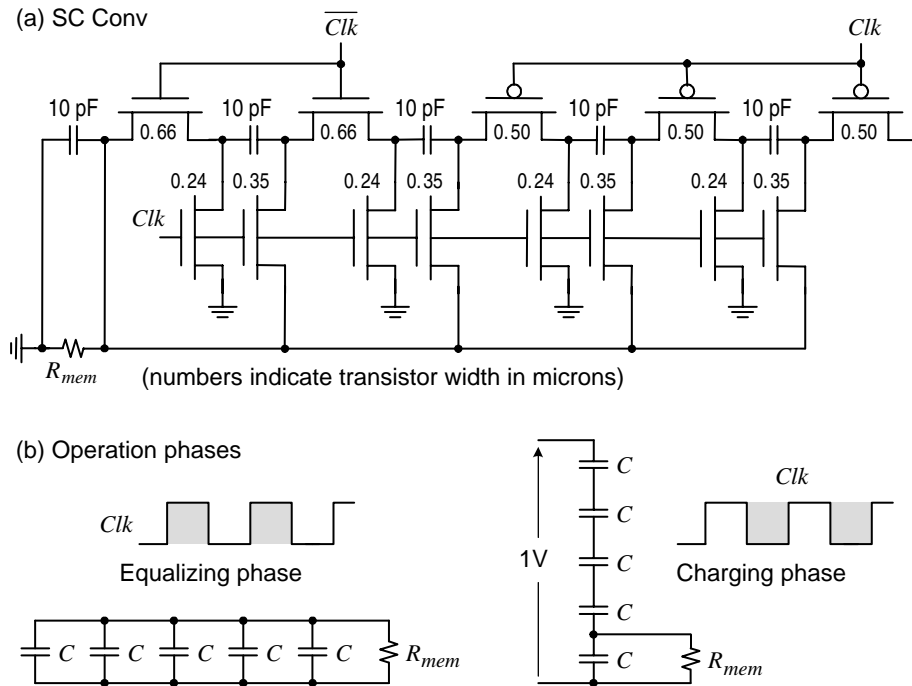 (a) SC Conv
Clk
Clk
10 pF
10 pF
10 pF
10 pF
10 pF
0.66
0.66
0.50
0.50
0.50
0.24 0.35
0.24 0.35
0.24 0.35
0.24 0.35
Clk
R_mem
(numbers indicate transistor width in microns)
(b) Operation phases
Clk
Equalizing phase
C
C
C
C
C
R_mem
1V
C
C
C
C
C
R_mem
Clk
Charging phase